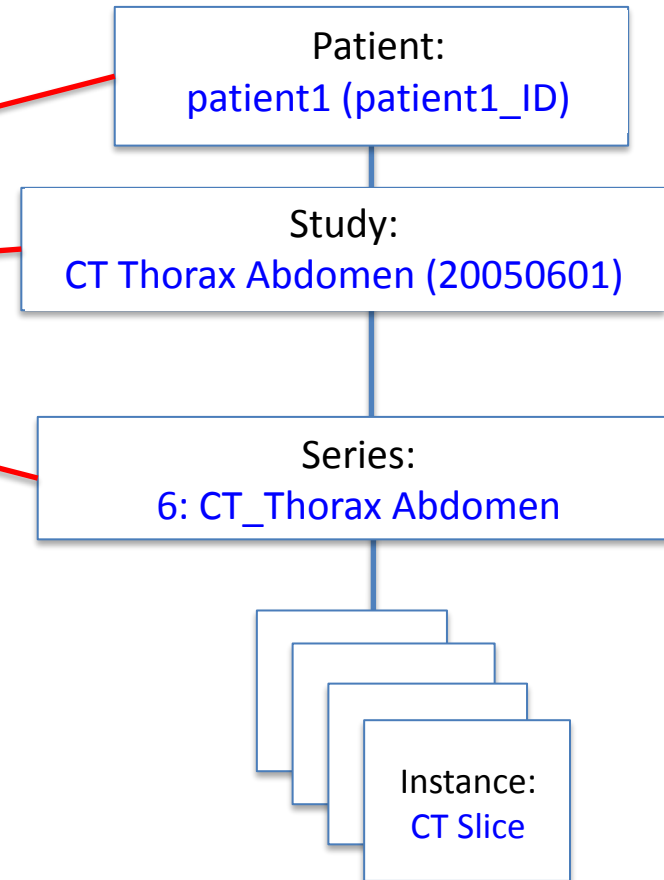 Patient:
patient1 (patient1_ID)
Study:
CT Thorax Abdomen (20050601)
Series:
6: CT_Thorax Abdomen
Instance:
CT Slice